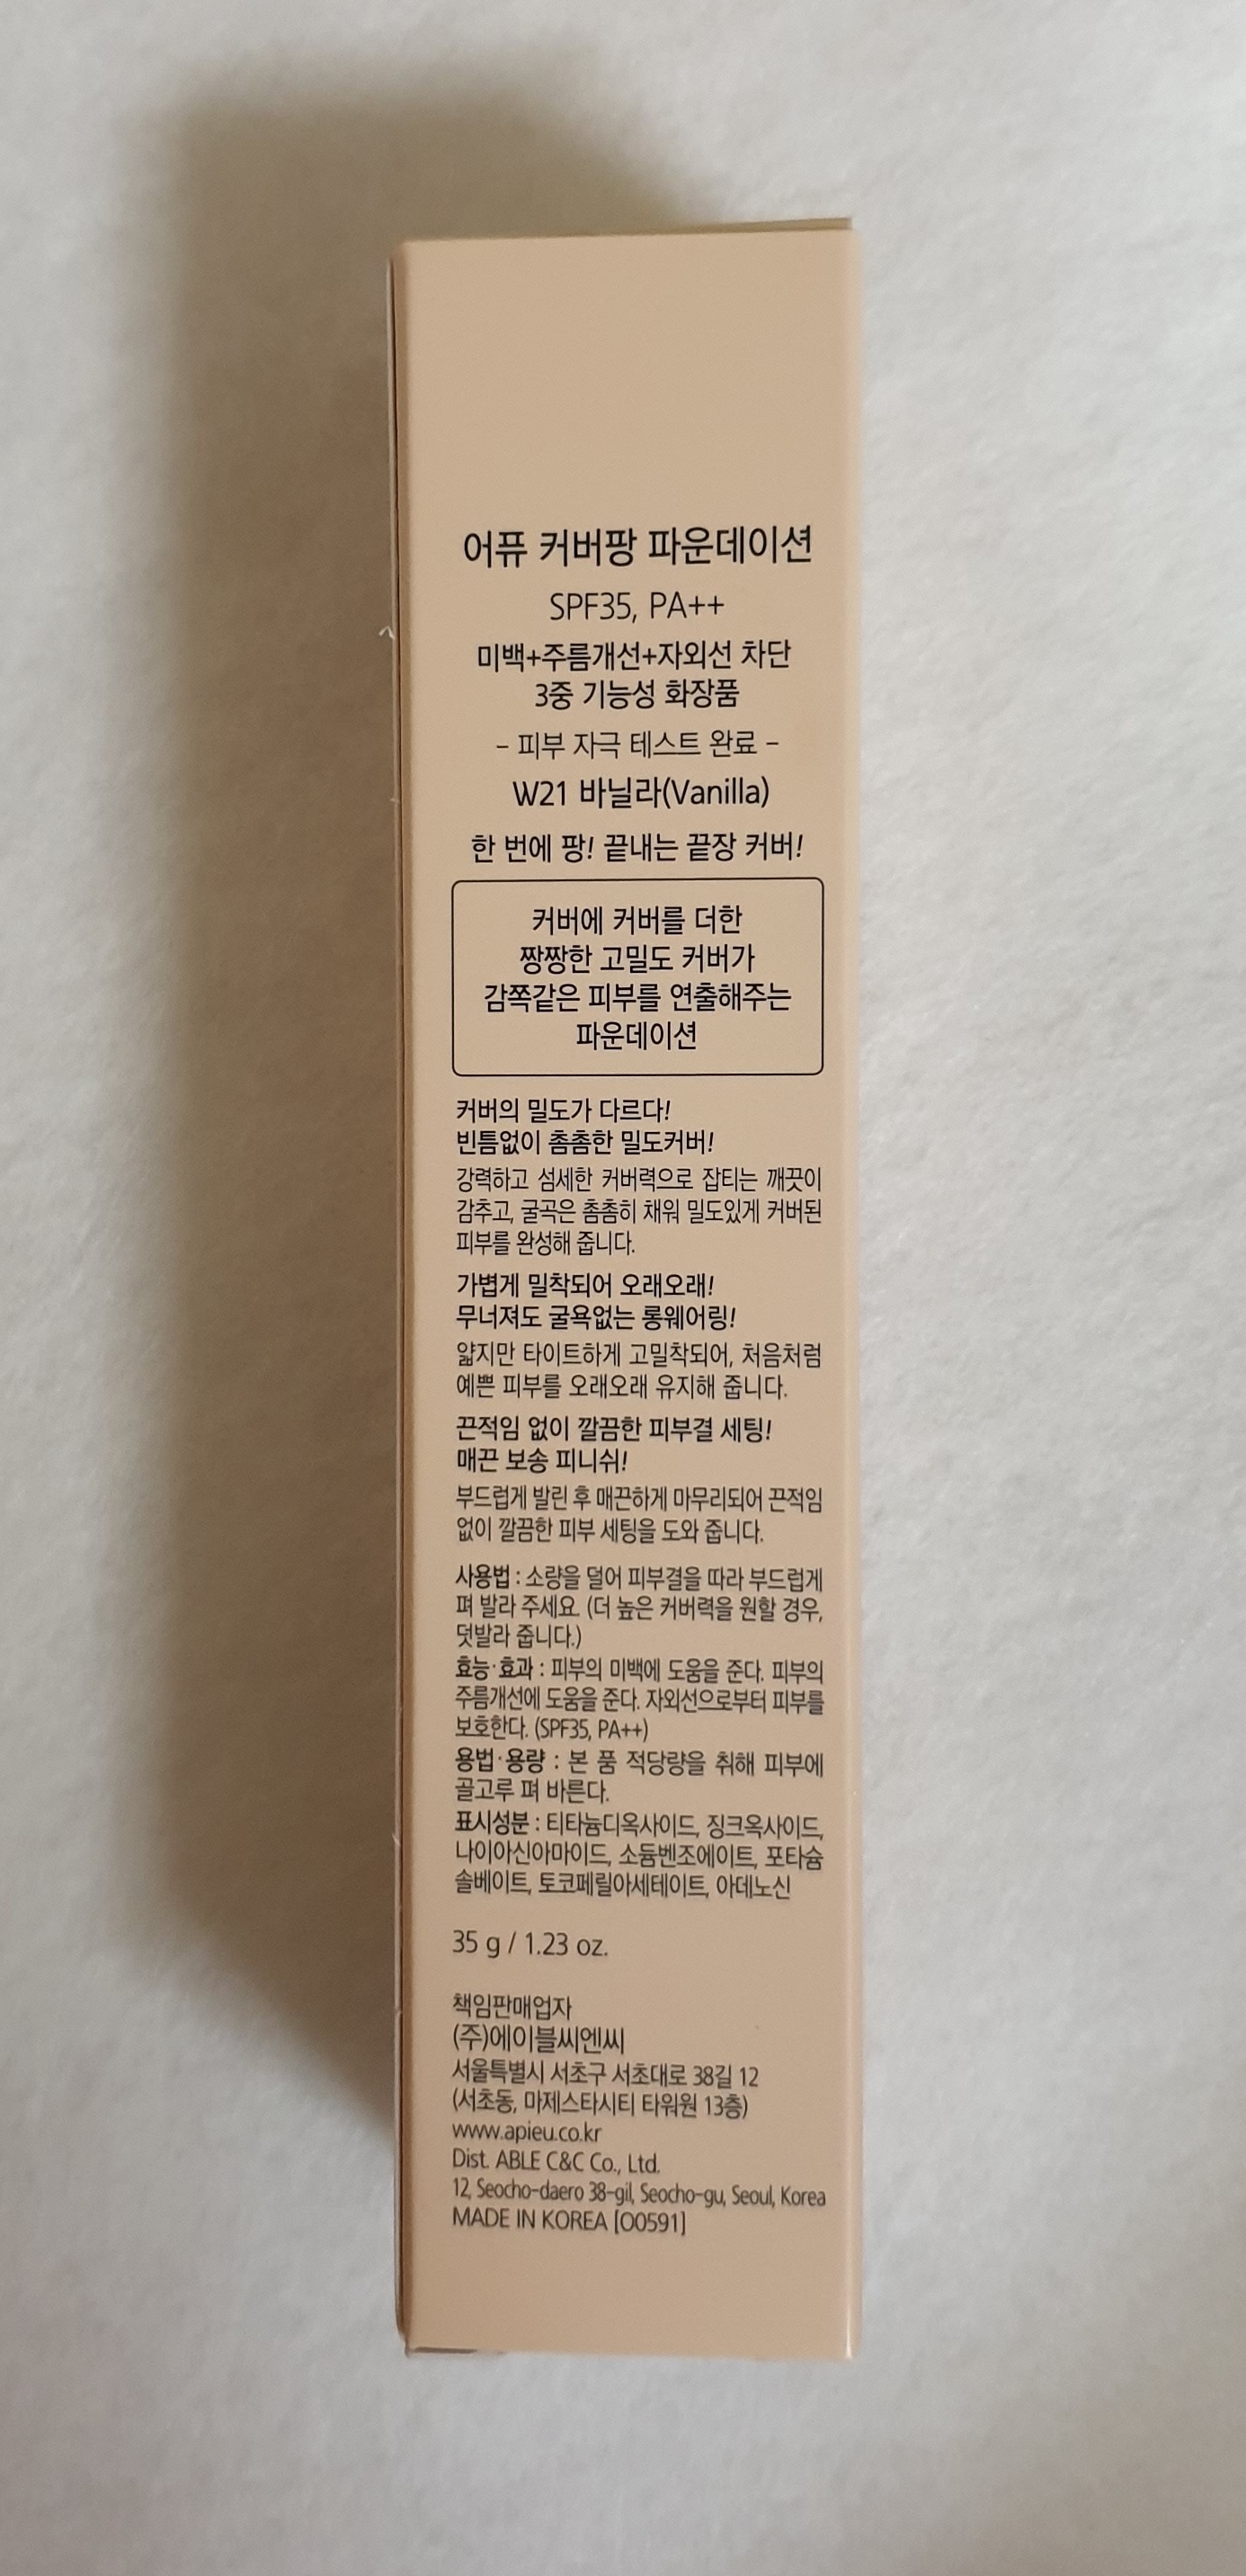 어퓨 커버팡 파운데이션
SPF35, PA++
미백+주름개선+자외선 차단
3중 기능성 화장품
– 피부 자극 테스트 완료 –
W21 바닐라(Vanilla)
한 번에 팡! 끝내는 끝장 커버!
커버에 커버를 더한
짱짱한 고밀도 커버가
감쪽같은 피부를 연출해주는
파운데이션
커버의 밀도가 다르다!
빈틈없이 촘촘한 밀도커버!
강력하고 섬세한 커버력으로 잡티는 깨끗이
감추고, 굴곡은 촘촘히 채워 밀도있게 커버된
피부를 완성해 줍니다.
가볍게 밀착되어 오래오래!
무너져도 굴욕없는 롱웨어링!
얇지만 타이트하게 고밀착되어, 처음처럼
예쁜 피부를 오래오래 유지해 줍니다.
끈적임 없이 깔끔한 피부결 세팅!
매끈 보송 피니쉬!
부드럽게 발린 후 매끈하게 마무리되어 끈적임
없이 깔끔한 피부 세팅을 도와 줍니다.
사용법 : 소량을 덜어 피부결을 따라 부드럽게
펴 발라 주세요. (더 높은 커버력을 원할 경우,
덧발라 줍니다.)
효능·효과 : 피부의 미백에 도움을 준다. 피부의
주름개선에 도움을 준다. 자외선으로부터 피부를
보호한다. (SPF35, PA++)
용법·용량 : 본 품 적당량을 취해 피부에
골고루 펴 바른다.
표시성분 : 티타늄디옥사이드, 징크옥사이드,
나이아신아마이드, 소듐벤조에이트, 포타슘
솔베이트, 토코페릴아세테이트, 아데노신
35 g / 1.23 oz.
책임판매업자
(주)에이블씨엔씨
서울특별시 서초구 서초대로 38길 12
(서초동, 마제스타시티 타워원 13층)
www.apieu.co.kr
Dist. ABLE C&C Co., Ltd.
12, Seocho-daero 38-gil, Seocho-gu, Seoul, Korea
MADE IN KOREA [O0591]